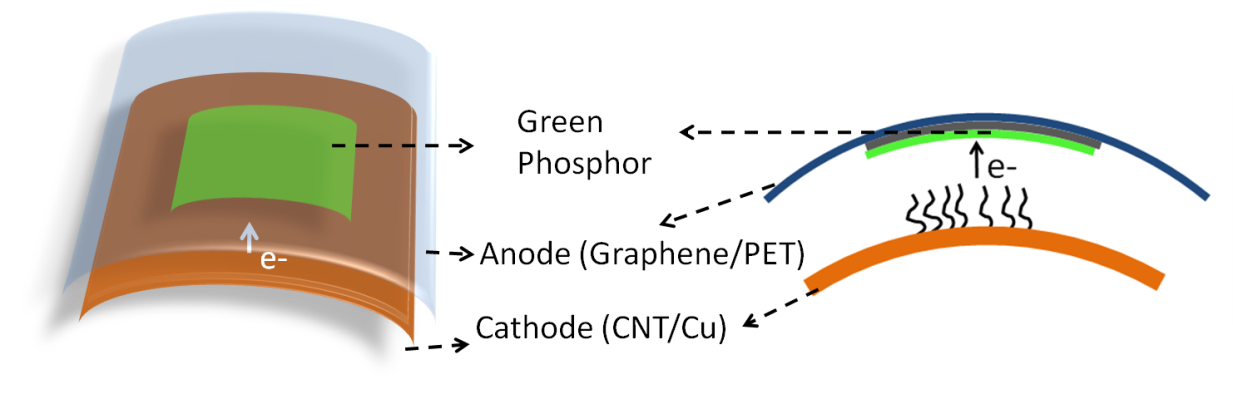 Green
Phosphor
e-
e-
Anode (Graphene/PET)
Cathode (CNT/Cu)